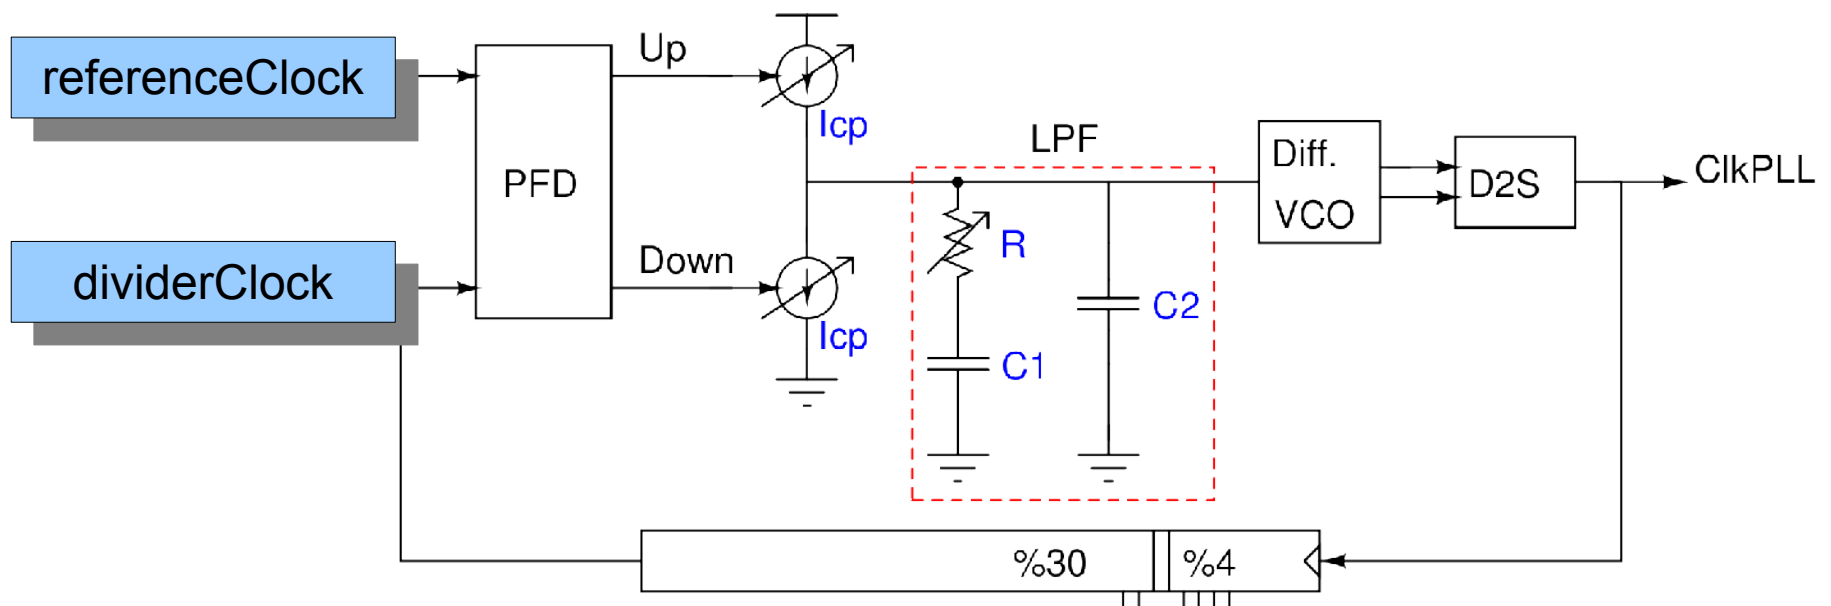 referenceClock
dividerClock
PFD
Up
Down
Icp
Icp
LPF
R
C1
C2
Diff.
VCO
D2S
ClkPLL
%30
%4